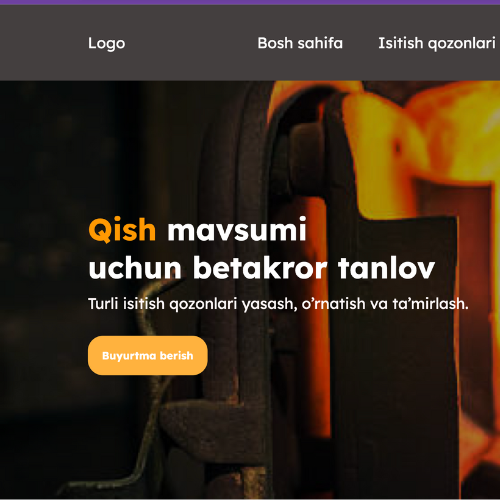 Logo
Bosh sahifa
Isitish qozonlari
Qish mavsumi
uchun betakror tanlov
Turli isitish qozonlari yasash, o’rnatish va ta’mirlash.
Buyurtma berish